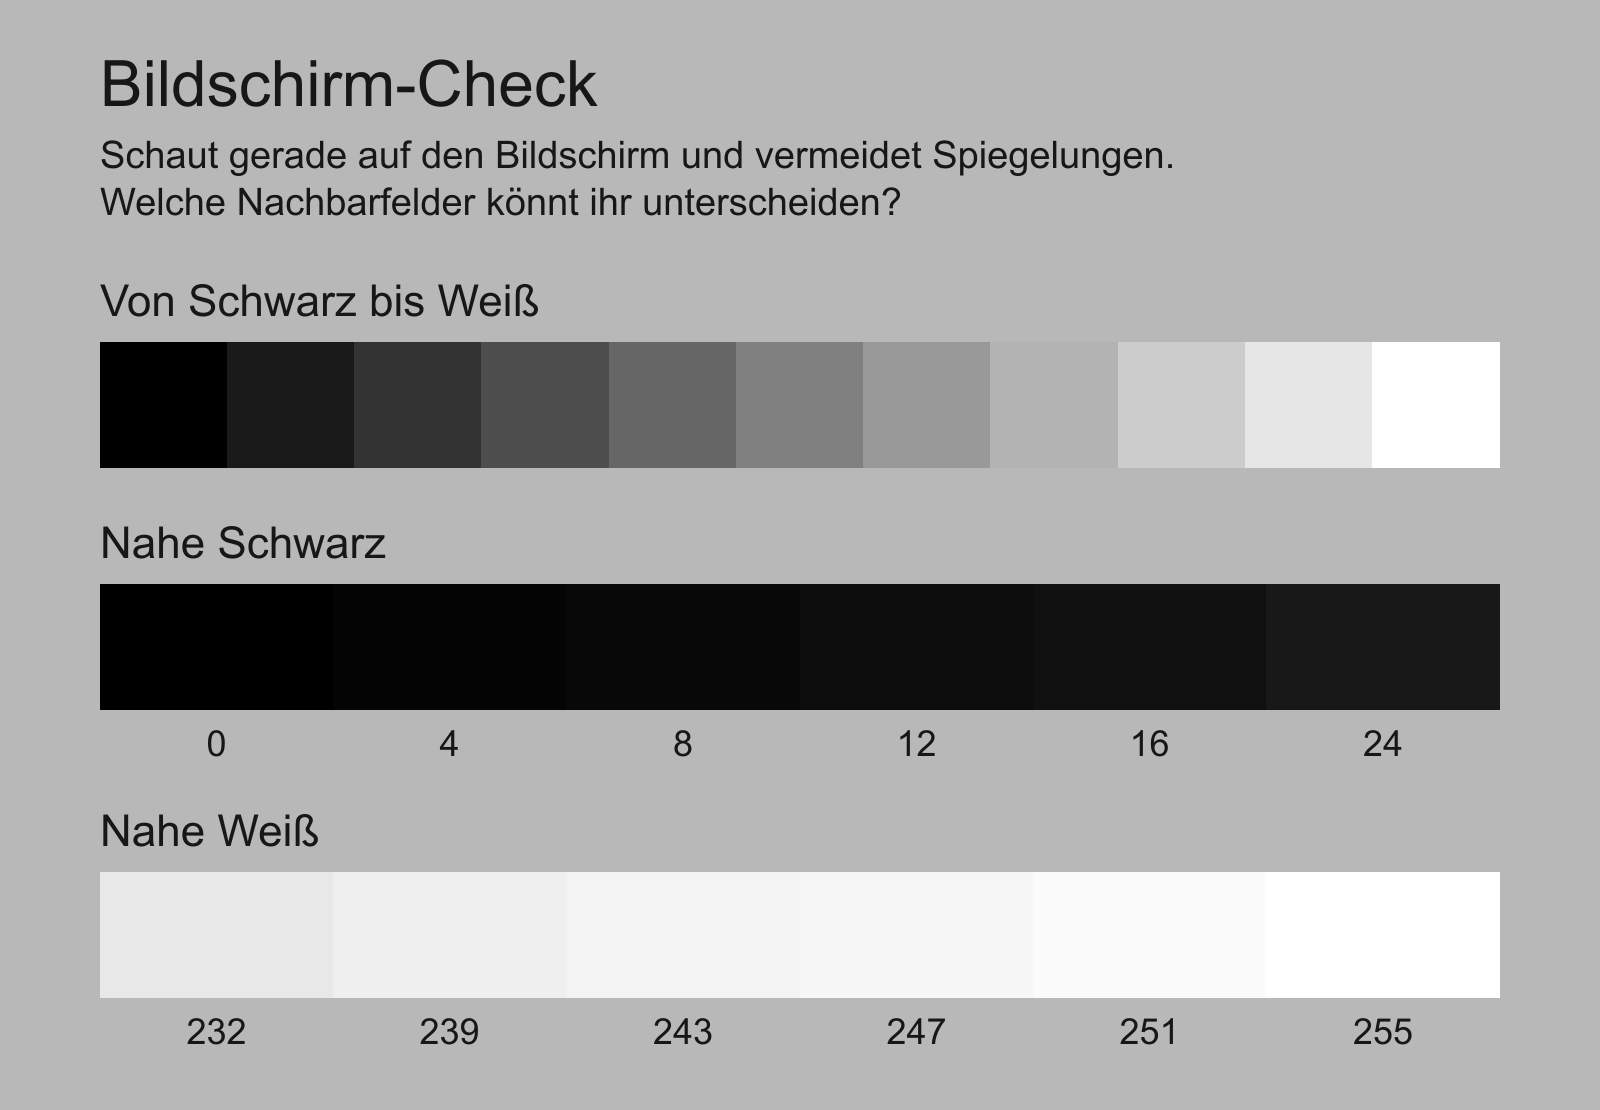 Bildschirm-Check
Schaut gerade auf den Bildschirm und vermeidet Spiegelungen.
Welche Nachbarfelder könnt ihr unterscheiden?
Von Schwarz bis Weiß
Nahe Schwarz
0 4 8 12 16 24
Nahe Weiß
232 239 243 247 251 255